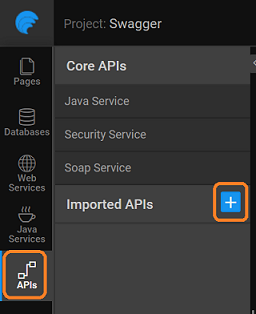 Project: Swagger
Core APIs
Java Service
Security Service
Soap Service
Imported APIs
Pages
Databases
Web
Services
Java
Services
APIs